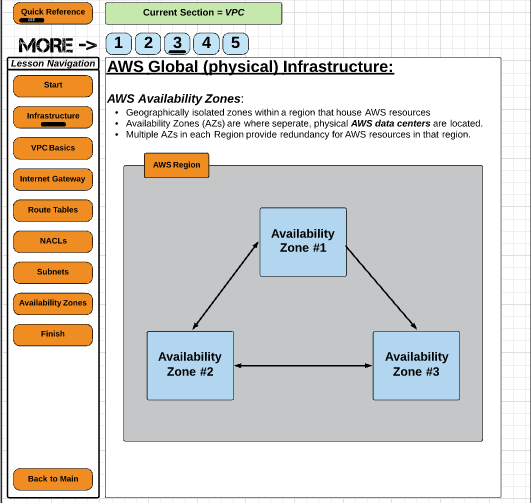 Quick Reference
OFF
Current Section = VPC
MORE ->
1 2 3 4 5
Lesson Navigation
Start
Infrastructure
VPC Basics
Internet Gateway
Route Tables
NACLs
Subnets
Availability Zones
Finish
Back to Main
AWS Global (physical) Infrastructure:
AWS Availability Zones:
• Geographically isolated zones within a region that house AWS resources
• Availability Zones (AZs) are where seperate, physical AWS data centers are located.
• Multiple AZs in each Region provide redundancy for AWS resources in that region.
AWS Region
Availability
Zone #1
Availability
Zone #2
Availability
Zone #3